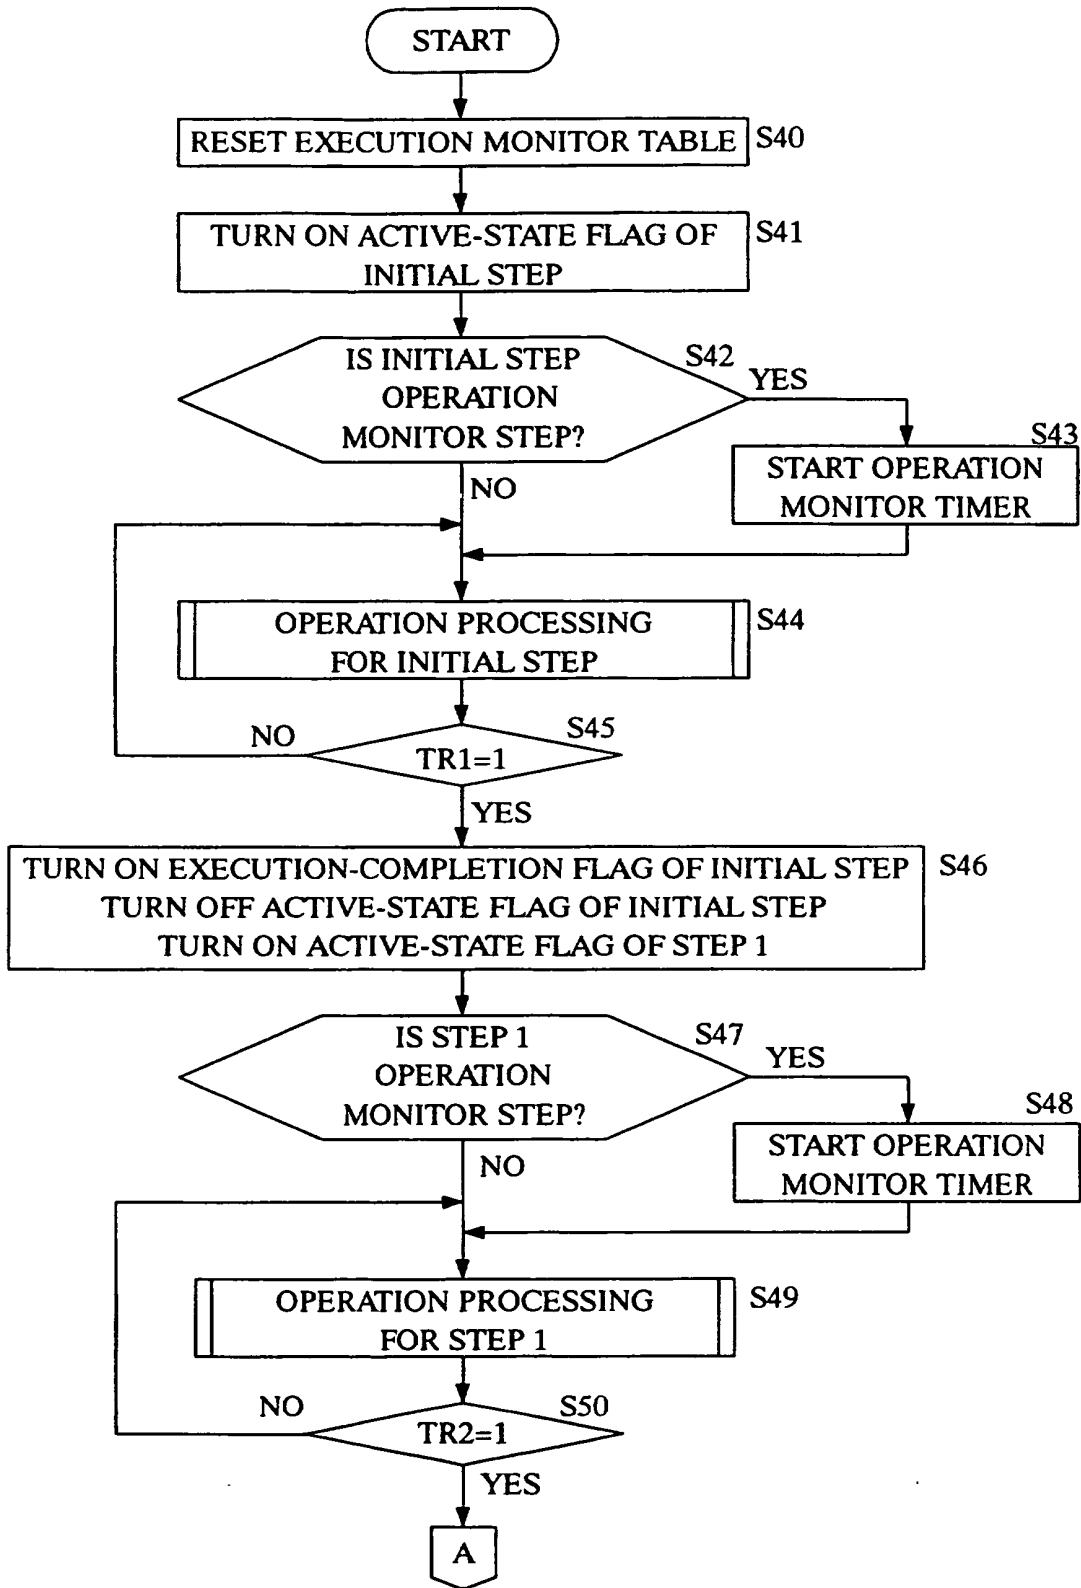 START
RESET EXECUTION MONITOR TABLE
S40
TURN ON ACTIVE-STATE FLAG OF
INITIAL STEP
S41
IS INITIAL STEP
OPERATION
MONITOR STEP?
S42
YES
NO
S43
START OPERATION
MONITOR TIMER
OPERATION PROCESSING
FOR INITIAL STEP
S44
TR1=1
S45
NO
YES
TURN ON EXECUTION-COMPLETION FLAG OF INITIAL STEP
TURN OFF ACTIVE-STATE FLAG OF INITIAL STEP
TURN ON ACTIVE-STATE FLAG OF STEP 1
S46
IS STEP 1
OPERATION
MONITOR STEP?
S47
YES
NO
S48
START OPERATION
MONITOR TIMER
OPERATION PROCESSING
FOR STEP 1
S49
TR2=1
S50
NO
YES
A